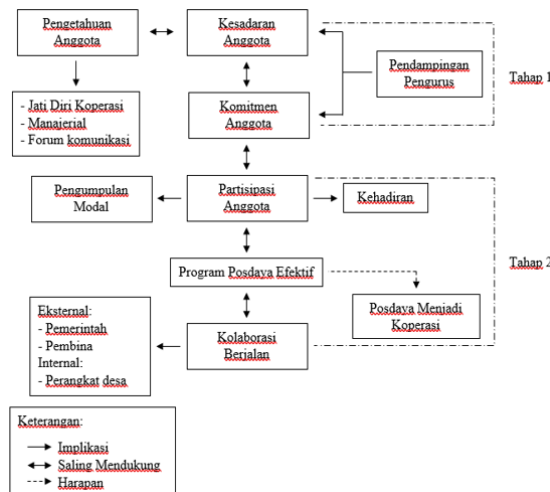 Pengetahuan
Anggota
Kesadaran
Anggota
Pendampingan
Pengurus
Tahap 1
- Jati Diri Koperasi
- Manajerial
- Forum komunikasi
Komitmen
Anggota
Pengumpulan
Modal
Partisipasi
Anggota
Kehadiran
Program Posdaya Efektif
Tahap 2
Eksternal:
- Pemerintah
- Pembina
Internal:
- Perangkat desa
Kolaborasi
Berjalan
Posdaya Menjadi
Koperasi
Keterangan:
Implikasi
Saling Mendukung
Harapan